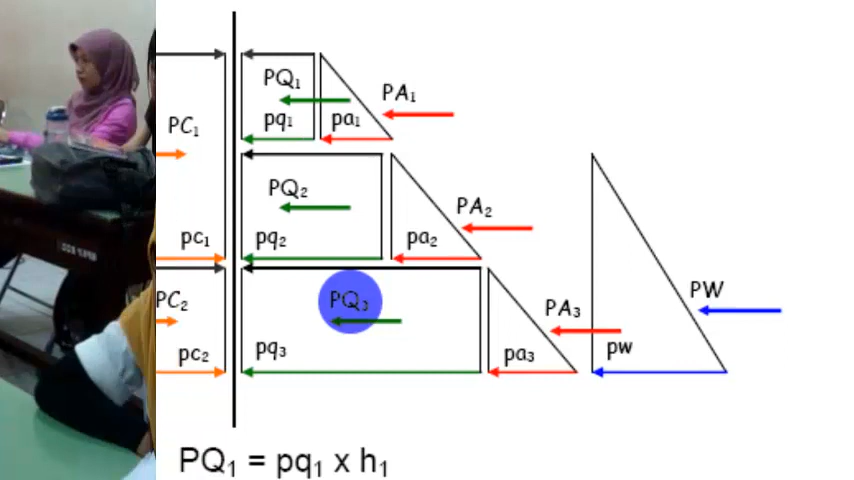 PQ1
PA1
PC1
pq1
pa1
PQ2
PA2
pc1
pq2
pa2
PC2
PQ3
PA3
PW
pc2
pq3
pa3
pw
PQ1 = pq1 x h1